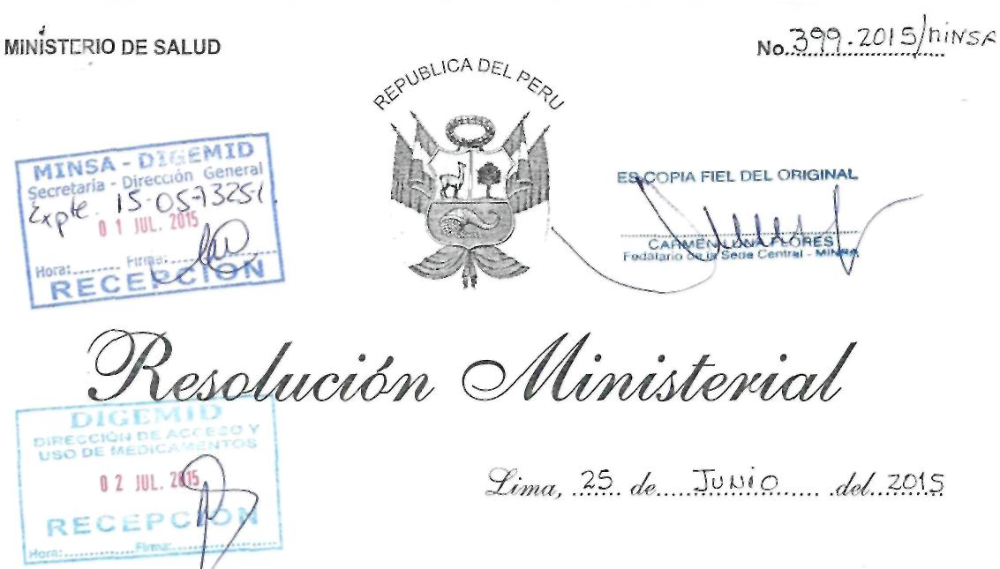 MINISTERIO DE SALUD
No. 399-2015/MINSA
REPUBLICA DEL PERU
MINSA - DIGEMID
Secretaría - Dirección General
Expte. 15-05-73251
01 JUL. 2015
Hora:......... Firma:.........
RECEPCION
ES COPIA FIEL DEL ORIGINAL
CARMEN LUNA FLORES
Fedatario de la Sede Central - MINSA
Resolución Ministerial
DIGEMID
DIRECCIÓN DE ACCESO Y
USO DE MEDICAMENTOS
02 JUL. 2015
RECEPCION
Hora:............... Firma:...............
Lima, 25 de JUNIO del 2015